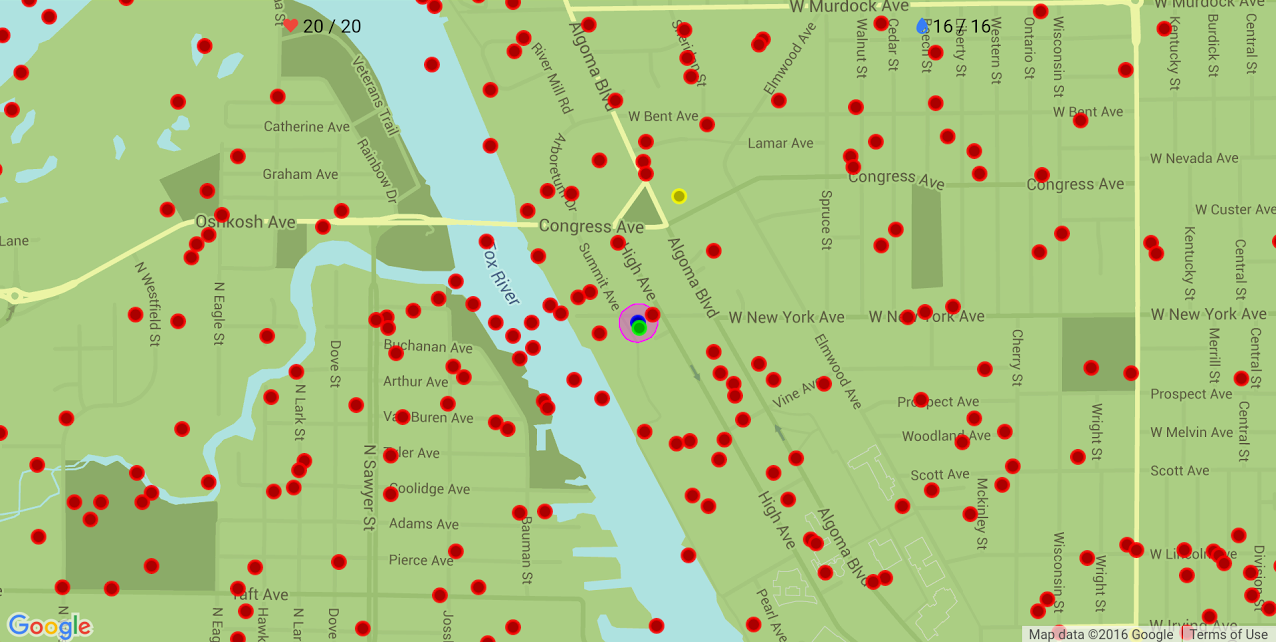 W Murdock Ave
W Murdock Ave
20 / 20
16 / 16
Sheridan St
Walnut St
Cedar St
Beech St
Liberty St
Western St
Ontario St
Wisconsin St
Kentucky St
Burdick St
Central St
Veterans Trail
River Mill Rd
Algoma Blvd
Elmwood Ave
Catherine Ave
W Bent Ave
W Bent Ave
Lamar Ave
Rainbow Dr
Arboretum Dr
W Nevada Ave
Graham Ave
Congress Ave
Congress Ave
Spruce St
W Custer Ave
Oshkosh Ave
Congress Ave
Lane
Fox River
Summit Ave
High Ave
Algoma Blvd
Kentucky St
Central St
N Westfield St
N Eagle St
W New York Ave
W New York Ave
W New York Ave
Buchanan Ave
Dove St
Elmwood Ave
Cherry St
Merrill St
Central St
Arthur Ave
Vine Ave
Prospect Ave
Prospect Ave
N Lark St
Van Buren Ave
Wright St
Woodland Ave
W Melvin Ave
Central St
Tyler Ave
N Sawyer St
Scott Ave
Scott Ave
Coolidge Ave
Mckinley St
High Ave
Algoma Blvd
Adams Ave
Bauman St
Pierce Ave
Wisconsin St
Wright St
W Lincoln Ave
Division St
Taft Ave
N Eag
Hawk
N Lar
Dove
Joss
Pearl Ave
W Irving Ave
Google
Map data ©2016 Google
Terms of Use